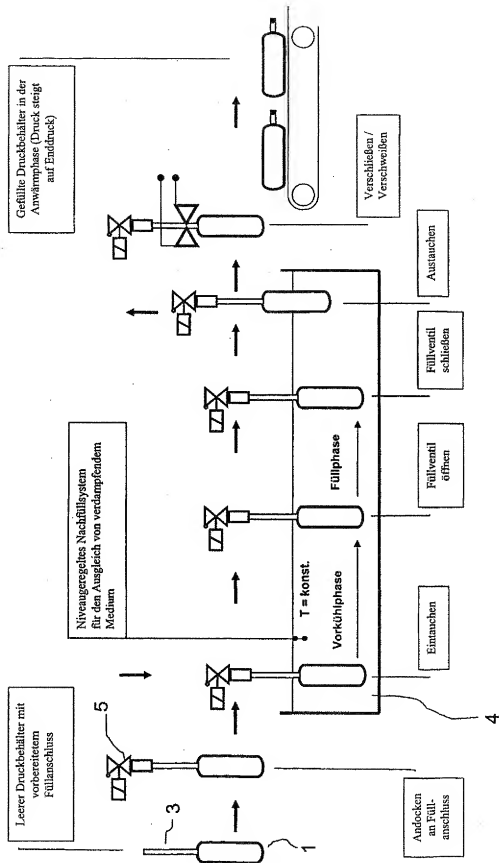 Leerer Druckbehälter mit
vorbereitetem
Füllanschluss
Niveaugeregeltes Nachfüllsystem
für den Ausgleich von verdampfendem
Medium
Gefüllte Druckbehälter in der
Anwärmphase (Druck steigt
auf Enddruck)
3
5
1
4
T = konst.
Vorkühlphase
Füllphase
Andocken
an Füll-
anschluss
Eintauchen
Füllventil
öffnen
Füllventil
schließen
Austauchen
Verschließen /
Verschweißen